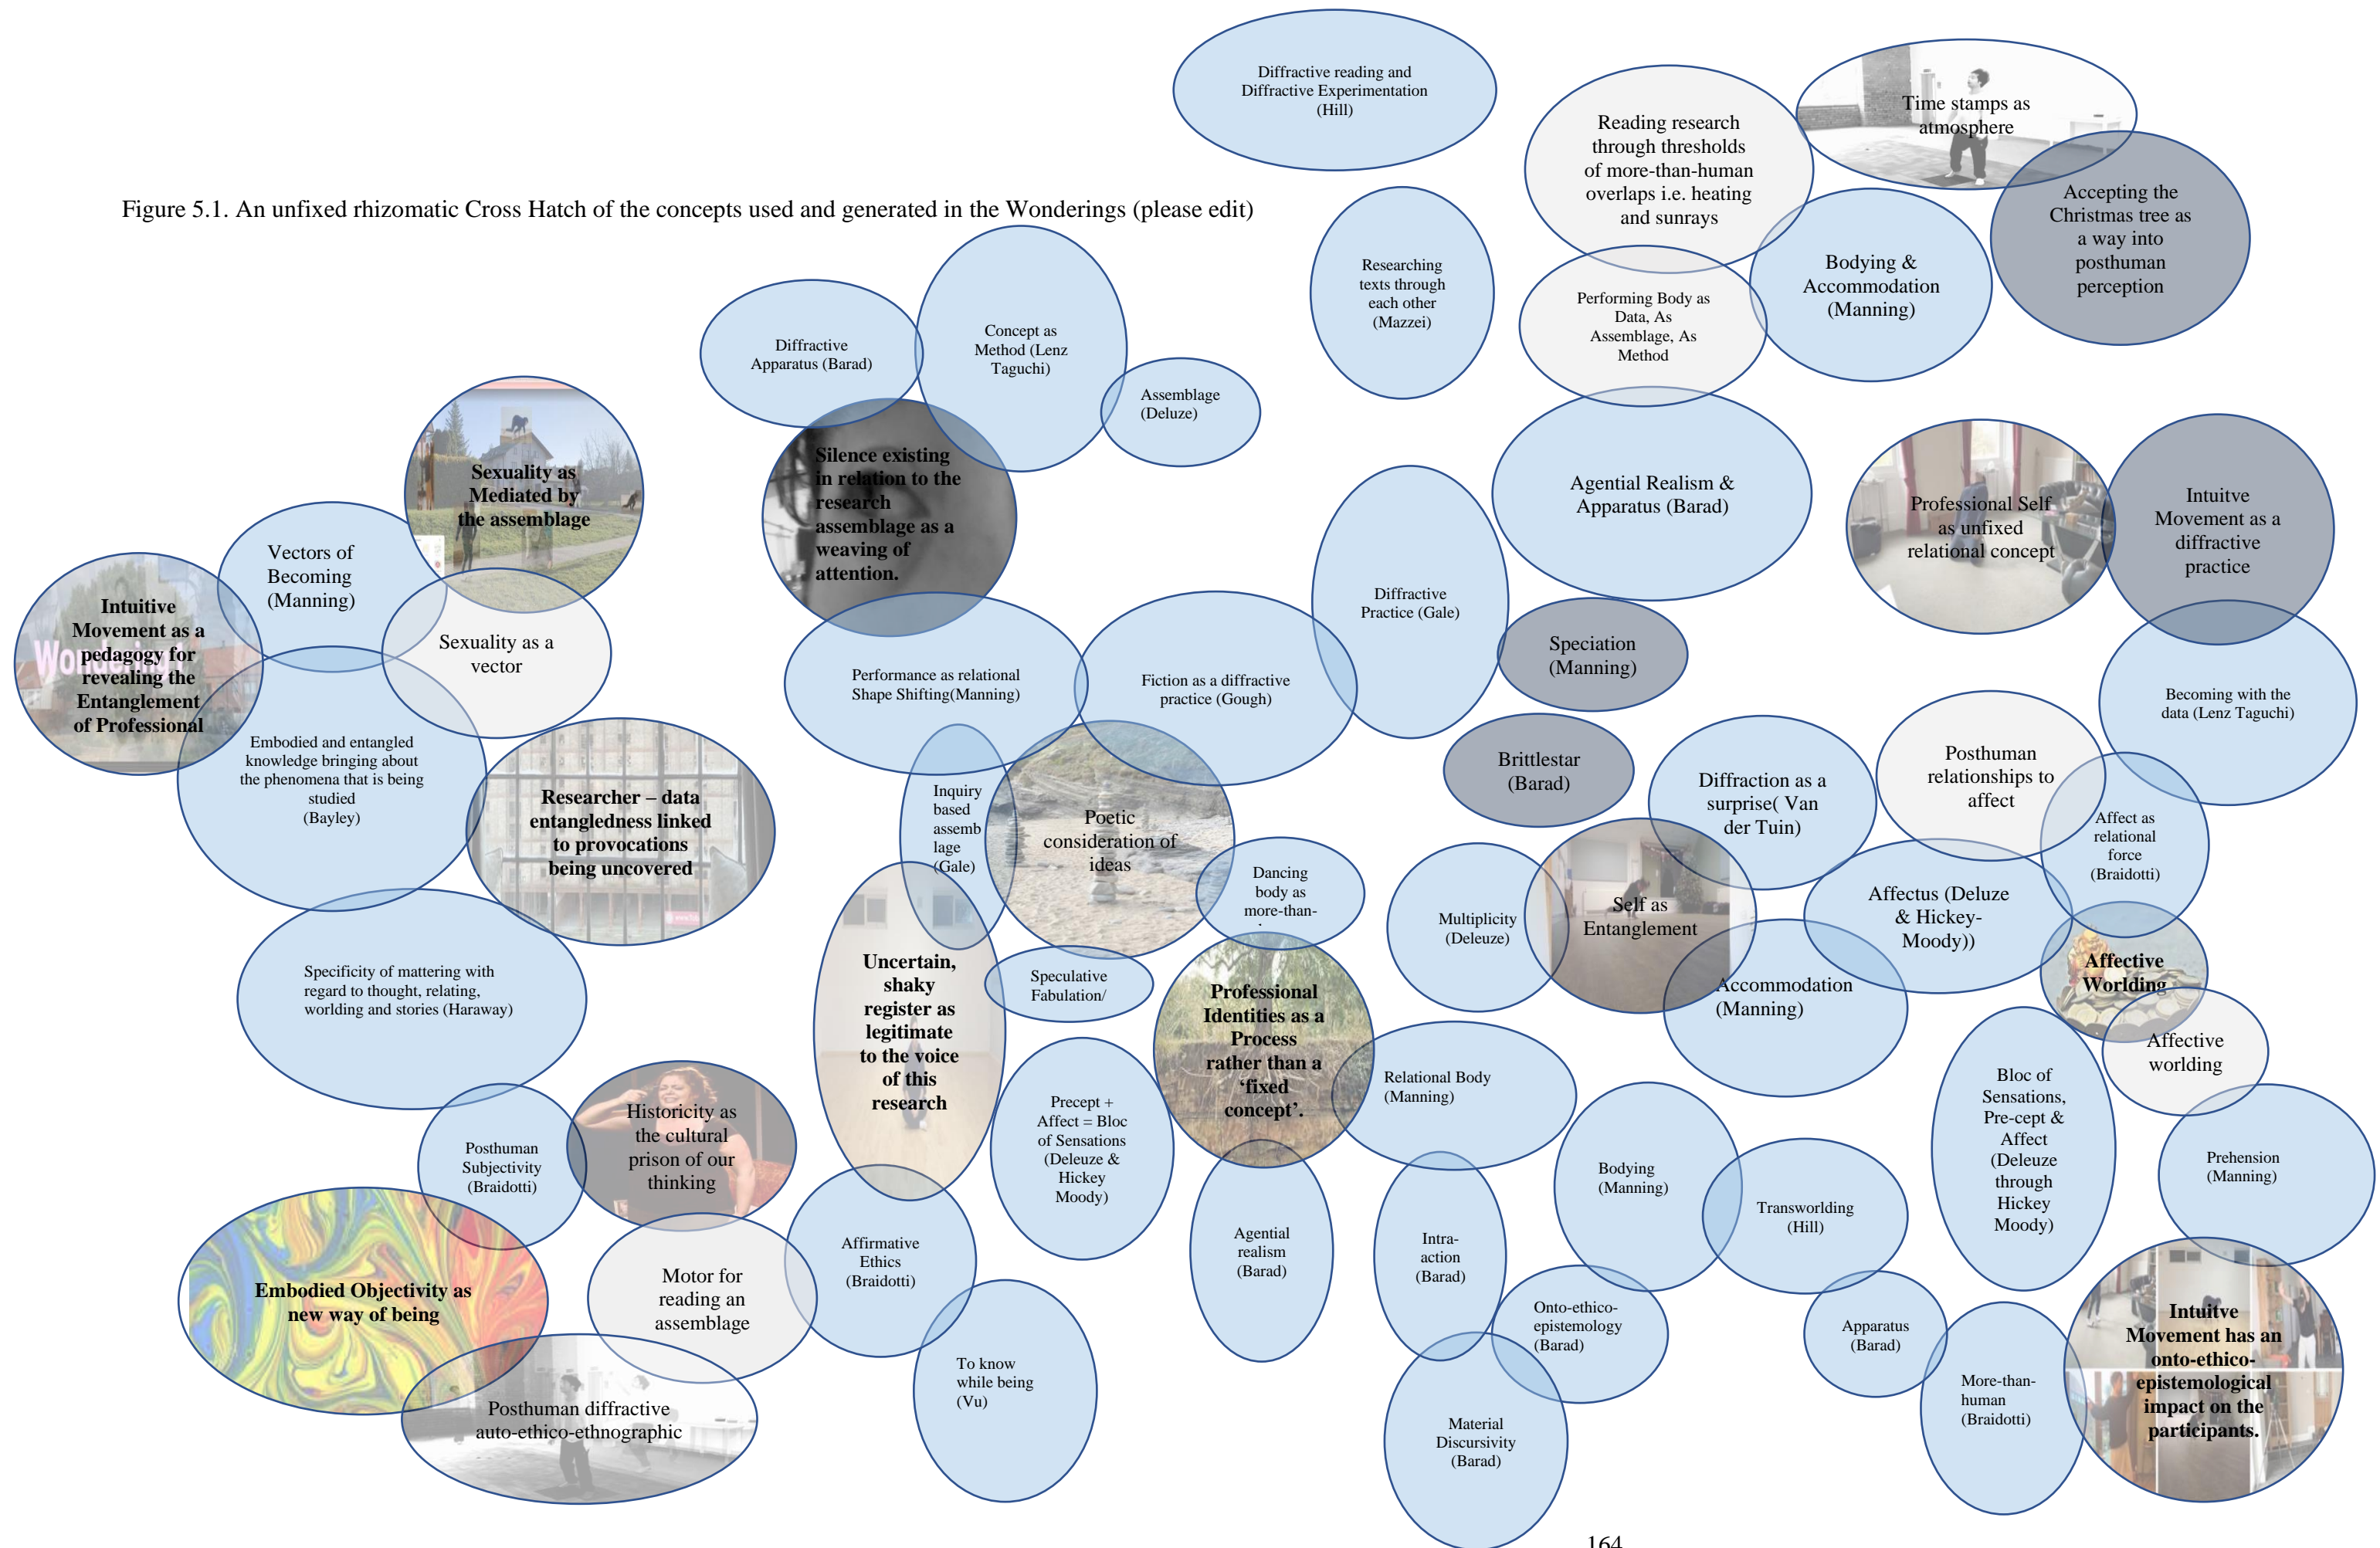 Diffractive reading and
Diffractive Experimentation
(Hill)
Reading research
through thresholds
of more-than-human
overlaps i.e. heating
and sunrays
Time stamps as
atmosphere
Accepting the
Christmas tree as
a way into
posthuman
perception
Figure 5.1. An unfixed rhizomatic Cross Hatch of the concepts used and generated in the Wonderings (please edit)
Researching
texts through
each other
(Mazzei)
Performing Body as
Data, As
Assemblage, As
Method
Bodying &
Accommodation
(Manning)
Diffractive
Apparatus (Barad)
Concept as
Method (Lenz
Taguchi)
Assemblage
(Deluze)
Sexuality as
Mediated by
the assemblage
Silence existing
in relation to the
research
assemblage as a
weaving of
attention.
Agential Realism &
Apparatus (Barad)
Professional Self
as unfixed
relational concept
Intuitve
Movement as a
diffractive
practice
Vectors of
Becoming
(Manning)
Intuitive
Movement as a
pedagogy for
revealing the
Entanglement
of Professional
Wondering
Sexuality as a
vector
Diffractive
Practice (Gale)
Speciation
(Manning)
Performance as relational
Shape Shifting(Manning)
Fiction as a diffractive
practice (Gough)
Becoming with the
data (Lenz Taguchi)
Embodied and entangled
knowledge bringing about
the phenomena that is being
studied
(Bayley)
Researcher – data
entangledness linked
to provocations
being uncovered
Inquiry
based
assemb
lage
(Gale)
Poetic
consideration of
ideas
Brittlestar
(Barad)
Diffraction as a
surprise( Van
der Tuin)
Posthuman
relationships to
affect
Affect as
relational
force
(Braidotti)
Dancing
body as
more-than-
Multiplicity
(Deleuze)
Self as
Entanglement
Affectus (Deluze
& Hickey-
Moody))
Accommodation
(Manning)
Affective
Worlding
Specificity of mattering with
regard to thought, relating,
worlding and stories (Haraway)
Uncertain,
shaky
register as
legitimate
to the voice
of this
research
Speculative
Fabulation/
Professional
Identities as a
Process
rather than a
‘fixed
concept’.
Relational Body
(Manning)
Affective
worlding
Bloc of
Sensations,
Pre-cept &
Affect
(Deleuze
through
Hickey
Moody)
Prehension
(Manning)
Posthuman
Subjectivity
(Braidotti)
Historicity as
the cultural
prison of our
thinking
Precept +
Affect = Bloc
of Sensations
(Deleuze &
Hickey
Moody)
Bodying
(Manning)
Transworlding
(Hill)
Embodied Objectivity as
new way of being
Motor for
reading an
assemblage
Affirmative
Ethics
(Braidotti)
Agential
realism
(Barad)
Intra-
action
(Barad)
Onto-ethico-
epistemology
(Barad)
Apparatus
(Barad)
Intuitve
Movement has an
onto-ethico-
epistemological
impact on the
participants.
Posthuman diffractive
auto-ethico-ethnographic
To know
while being
(Vu)
Material
Discursivity
(Barad)
More-than-
human
(Braidotti)
164